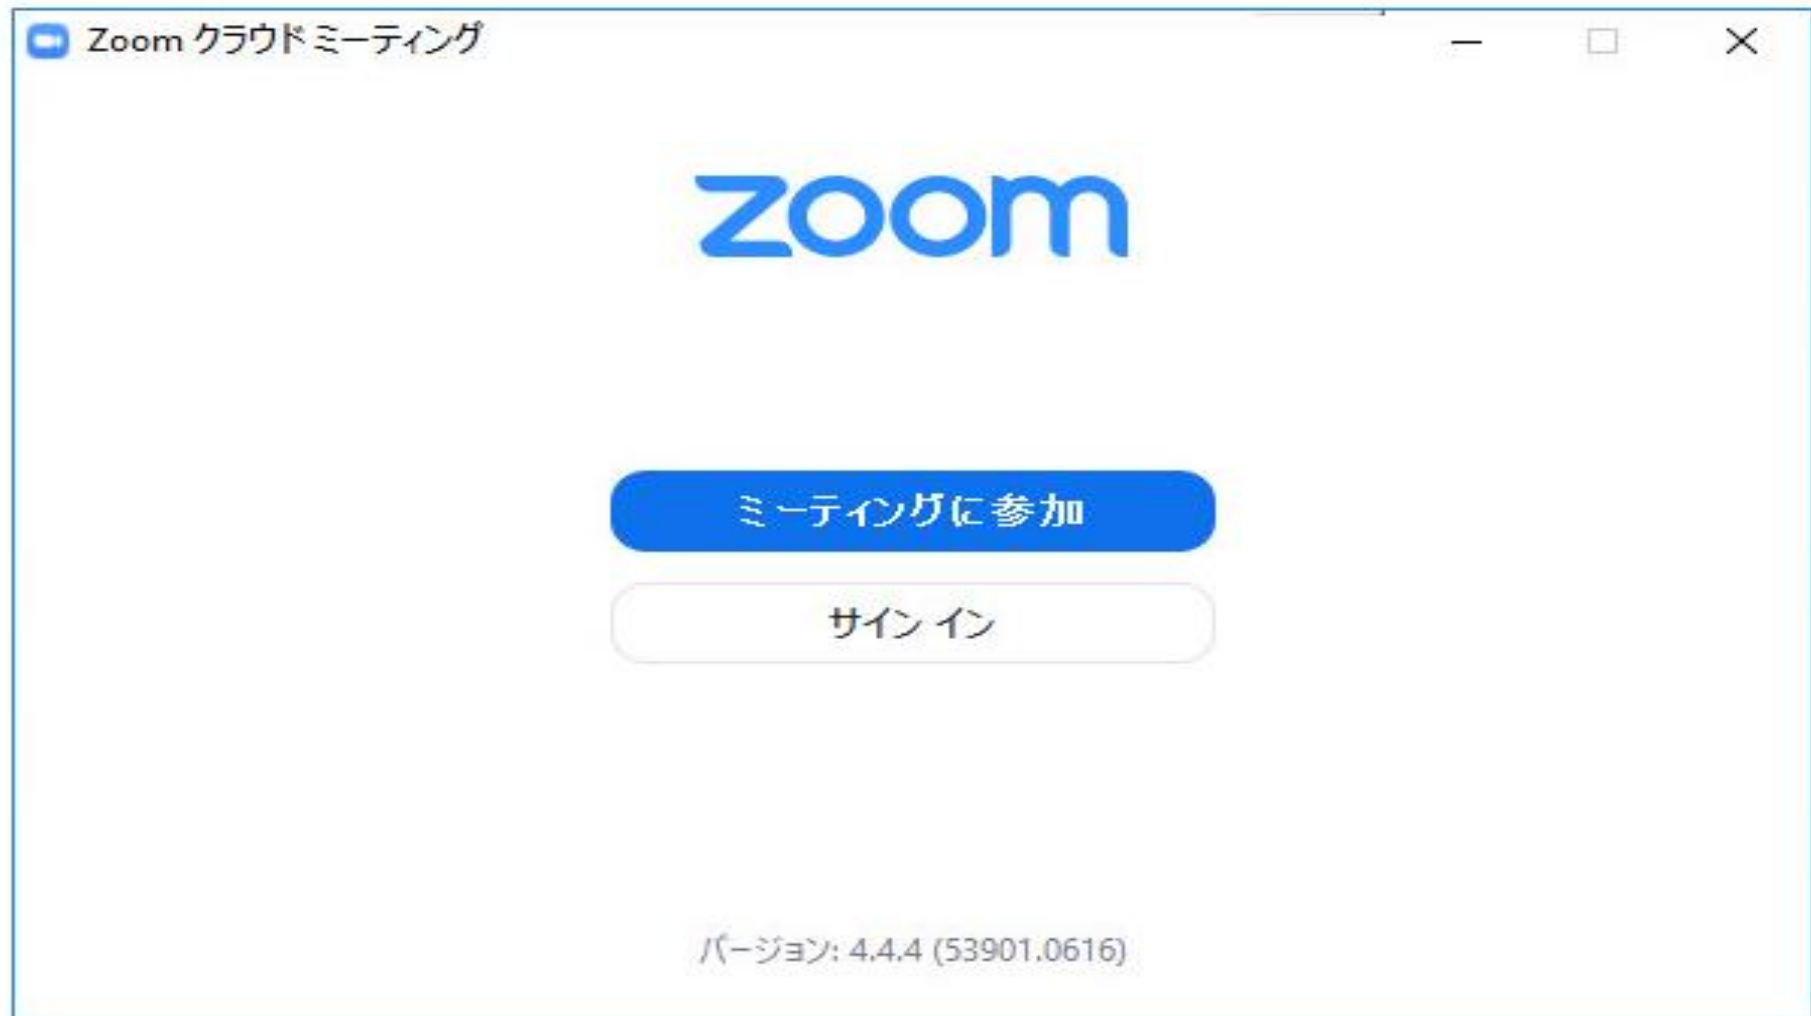 Zoom クラウド ミーティング
zoom
ミーティングに参加
サイン イン
バージョン: 4.4.4 (53901.0616)